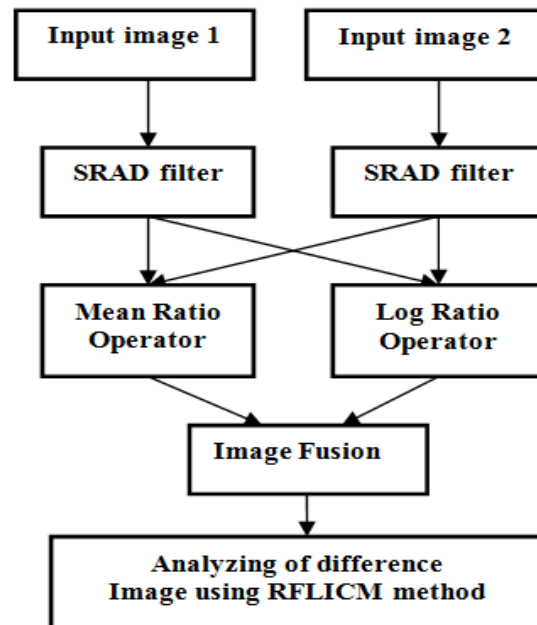 Input image 1
Input image 2
SRAD filter
SRAD filter
Mean Ratio
Operator
Log Ratio
Operator
Image Fusion
Analyzing of difference
Image using RFLICM method